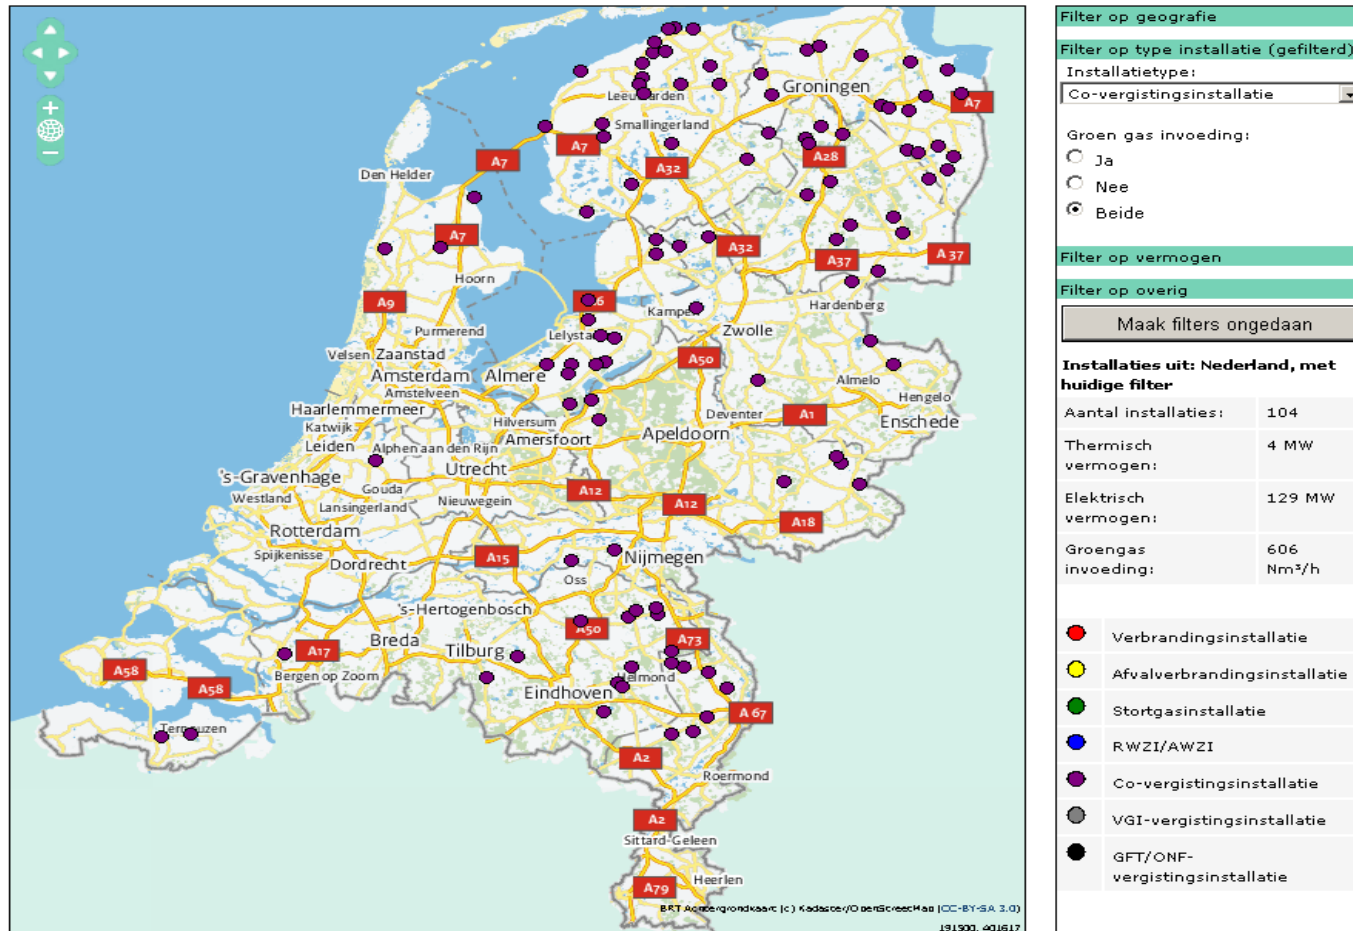 Leeuwarden
Groningen
A7
Smallingerland
A7
A7
A28
A32
Den Helder
A7
A32
A37
A 37
Hoorn
A9
Kampen
Hardenberg
Purmerend
Lelystad
Zwolle
Velsen
Zaanstad
A50
Amsterdam
Almere
Almelo
Amstelveen
Hengelo
Haarlemmermeer
Deventer
A1
Katwijk
Hilversum
Enschede
Leiden
Alphen aan den Rijn
Amersfoort
Apeldoorn
's-Gravenhage
Utrecht
Gouda
A12
Westland
Nieuwegein
Lansingerland
A12
Rotterdam
A18
Spijkenisse
Dordrecht
A15
Nijmegen
Oss
's-Hertogenbosch
A50
Breda
Tilburg
A73
A17
A58
Bergen op Zoom
Helmond
A58
Eindhoven
A 67
Terneuzen
A2
Roermond
A2
Sittard-Geleen
A79
Heerlen
BRT Achtergrondkaart (c) Kadaster/OpenStreetMap (CC-BY-SA 3.0)
191500, 401617
Filter op geografie
Filter op type installatie (gefilterd)
Installatietype:
Co-vergistingsinstallatie
Groen gas invoeding:
Ja
Nee
Beide
Filter op vermogen
Filter op overig
Maak filters ongedaan
Installaties uit: Nederland, met
huidige filter
Aantal installaties: 104
Thermisch 4 MW
vermogen:
Elektrisch 129 MW
vermogen:
Groengas 606
invoeding: Nm³/h
Verbrandingsinstallatie
Afvalverbrandingsinstallatie
Stortgasinstallatie
RWZI/AWZI
Co-vergistingsinstallatie
VGI-vergistingsinstallatie
GFT/ONF-
vergistingsinstallatie